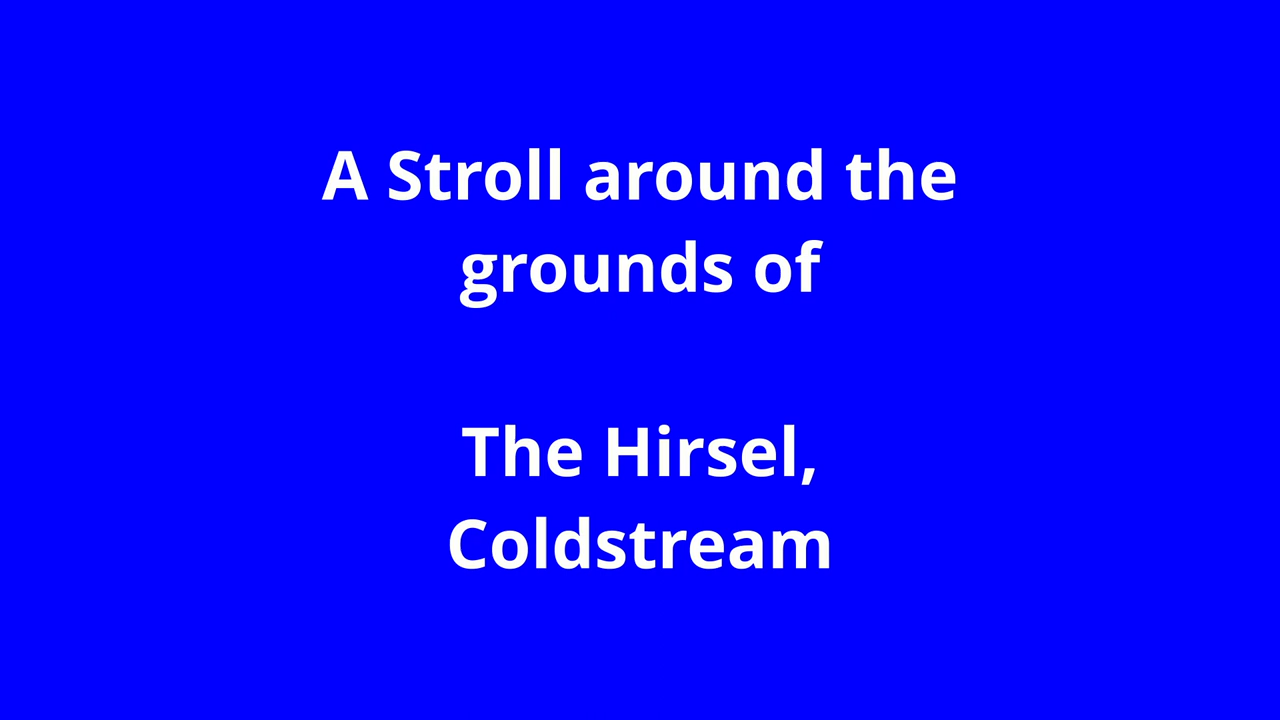 A Stroll around the
grounds of
The Hirsel,
Coldstream